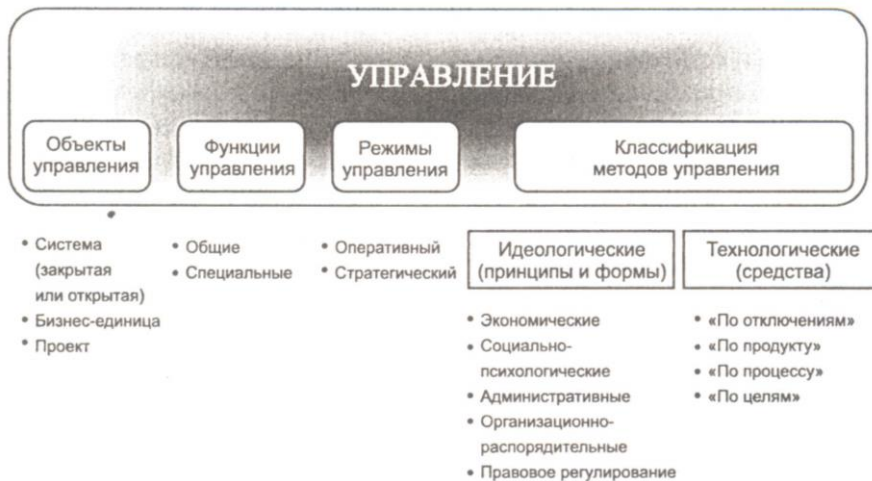 УПРАВЛЕНИЕ
Объекты
управления
Функции
управления
Режимы
управления
Классификация
методов управления
• Система
(закрытая
или открытая)
• Бизнес-единица
• Проект
• Общие
• Специальные
• Оперативный
• Стратегический
Идеологические
(принципы и формы)
• Экономические
• Социально-
психологические
• Административные
• Организационно-
распорядительные
• Правовое регулирование
Технологические
(средства)
• «По отключениям»
• «По продукту»
• «По процессу»
• «По целям»